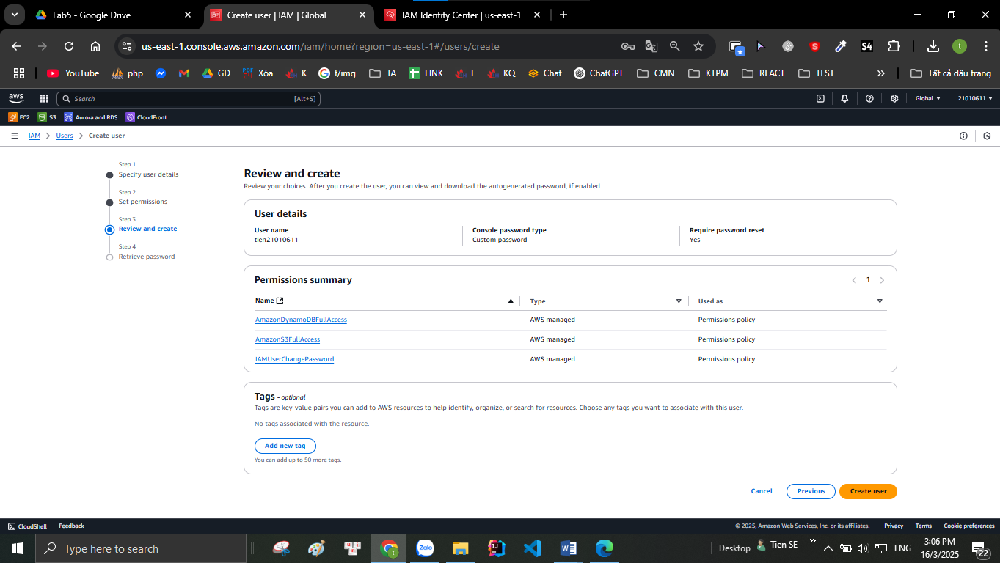 Lab5 - Google Drive
Create user | IAM | Global
IAM Identity Center | us-east-1
us-east-1.console.aws.amazon.com/iam/home?region=us-east-1#/users/create
t
YouTube
php
GD
PDF 24
Xóa
K
f/img
TA
LINK
L
KQ
Chat
ChatGPT
CMN
KTPM
REACT
TEST
Tất cả dấu trang
aws
Search
[Alt+S]
Global
21010611
EC2
S3
Aurora and RDS
CloudFront
IAM
Users
Create user
Step 1
Specify user details
Step 2
Set permissions
Step 3
Review and create
Step 4
Retrieve password
Review and create
Review your choices. After you create the user, you can view and download the autogenerated password, if enabled.
User details
User name
tien21010611
Console password type
Custom password
Require password reset
Yes
Permissions summary
1
Name
Type
Used as
AmazonDynamoDBFullAccess
AWS managed
Permissions policy
AmazonS3FullAccess
AWS managed
Permissions policy
IAMUserChangePassword
AWS managed
Permissions policy
Tags - optional
Tags are key-value pairs you can add to AWS resources to help identify, organize, or search for resources. Choose any tags you want to associate with this user.
No tags associated with the resource.
Add new tag
You can add up to 50 more tags.
Cancel
Previous
Create user
CloudShell
Feedback
© 2025, Amazon Web Services, Inc. or its affiliates.
Privacy
Terms
Cookie preferences
Type here to search
Zalo
Desktop
Tien SE
ENG
3:06 PM
16/3/2025
22